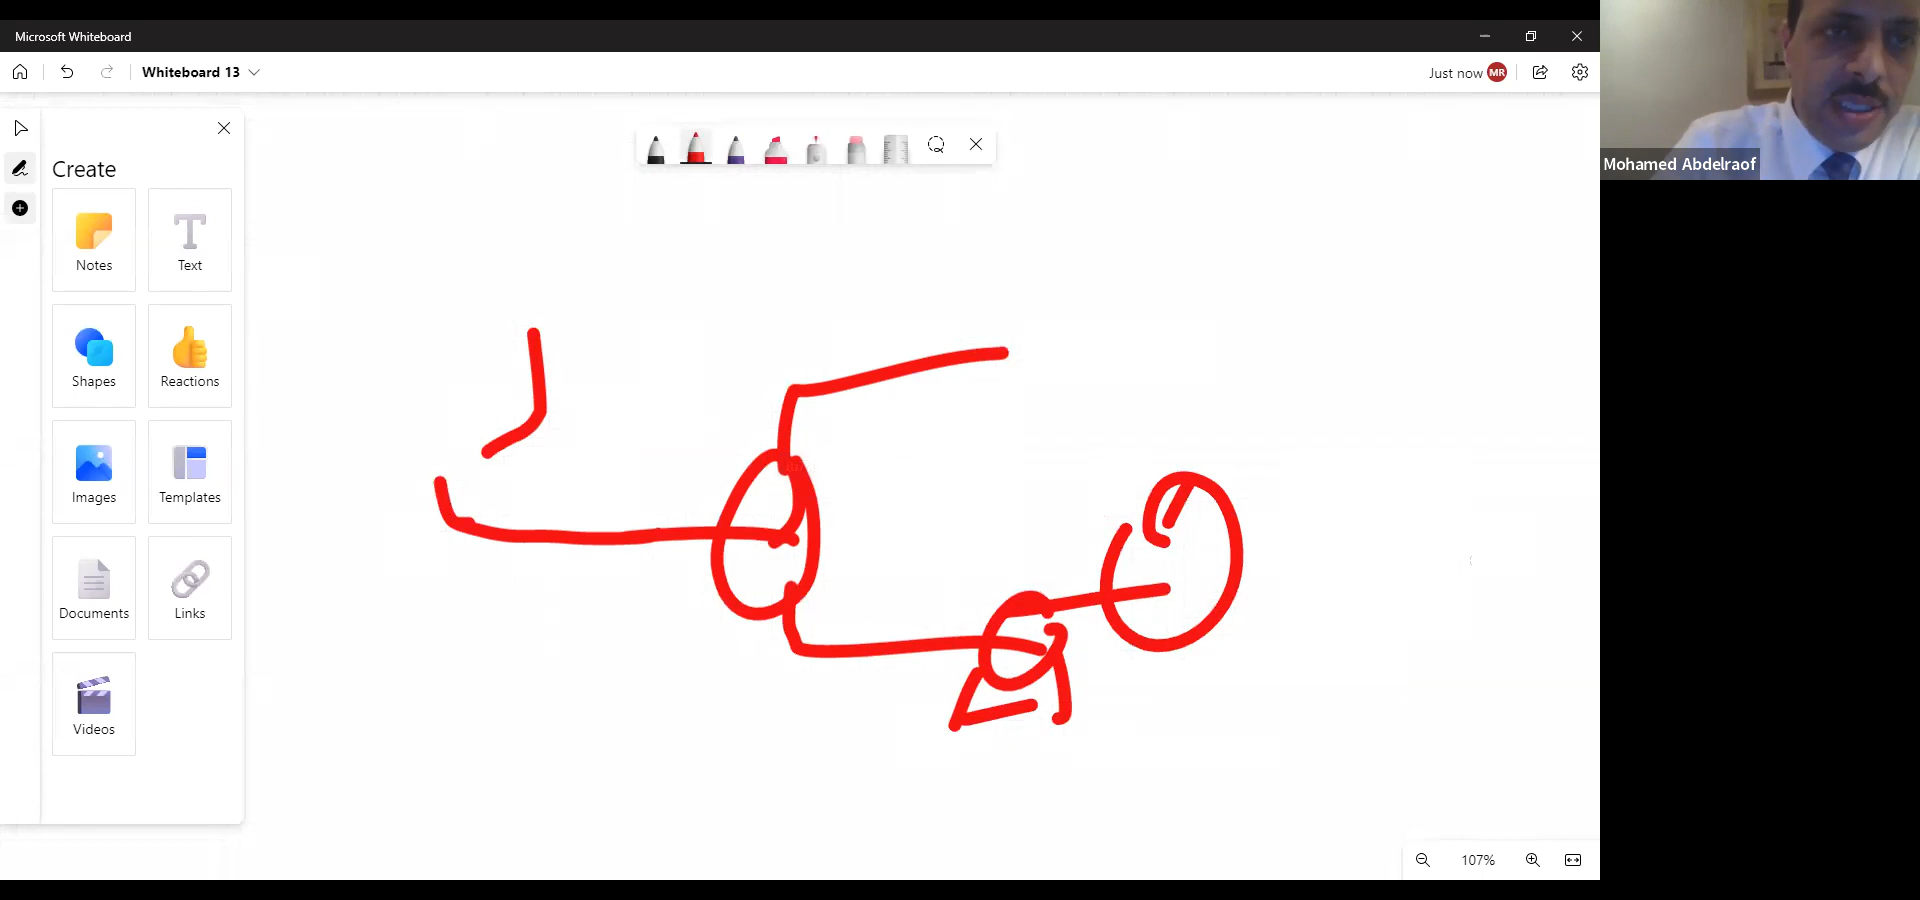 Microsoft Whiteboard
Whiteboard 13
Just now MR
Mohamed Abdelraof
Create
Notes
Text
Shapes
Reactions
Images
Templates
Documents
Links
Videos
107%